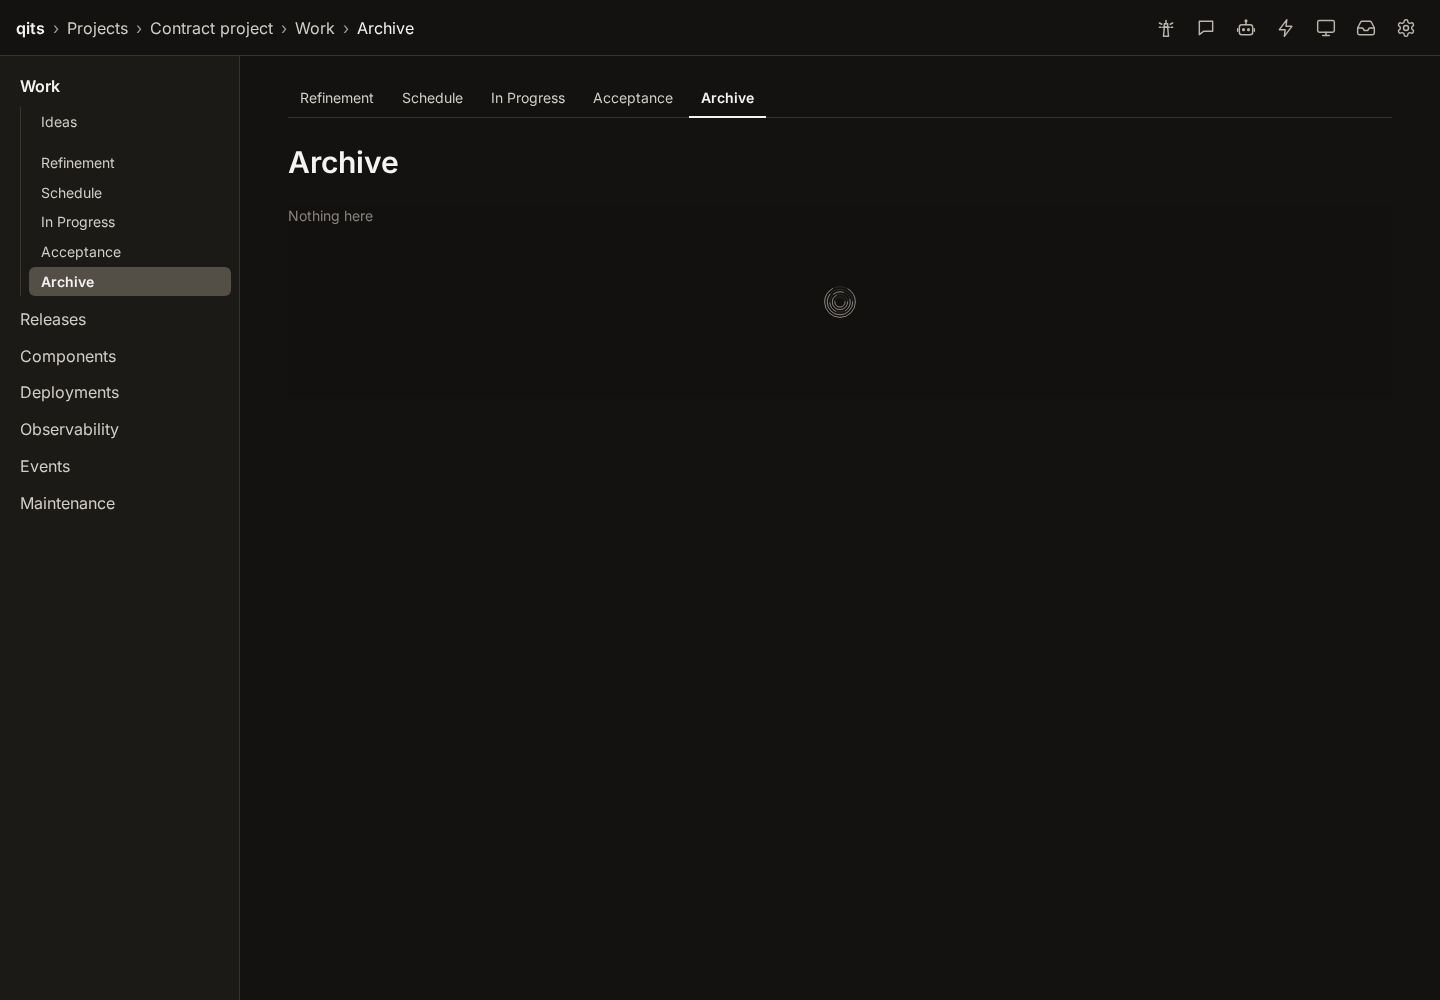 qits › Projects › Contract project › Work › Archive
Work
Ideas
Refinement
Schedule
In Progress
Acceptance
Archive
Releases
Components
Deployments
Observability
Events
Maintenance
Refinement Schedule In Progress Acceptance Archive
Archive
Nothing here